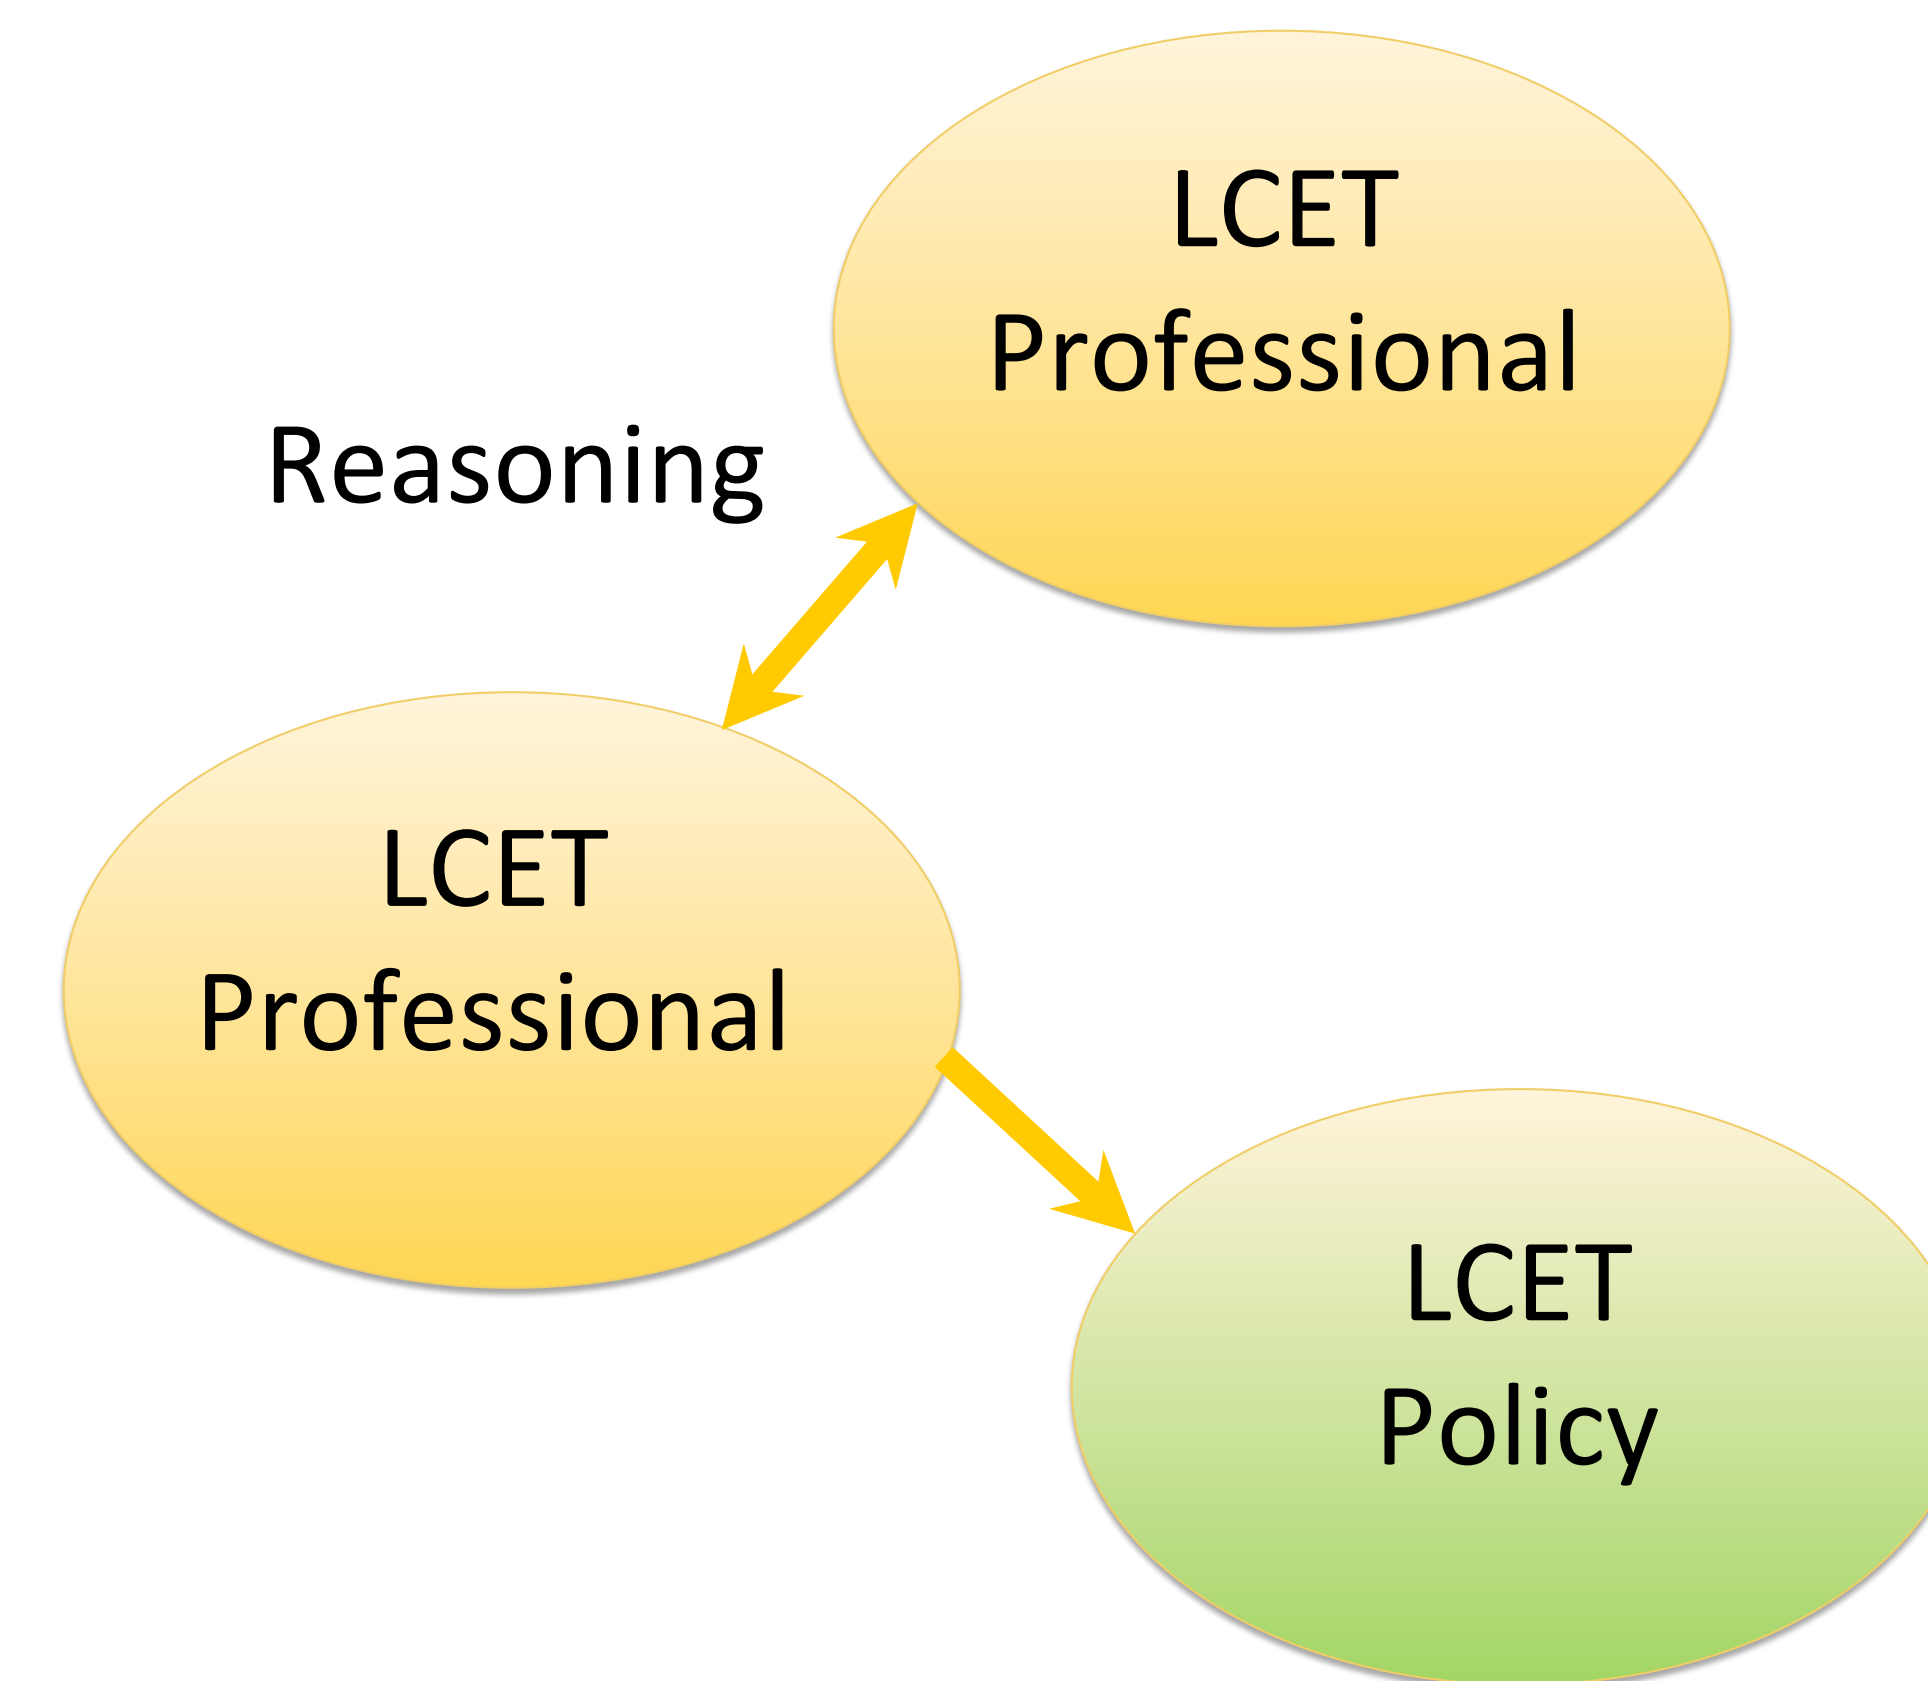 LCET
Professional
Reasoning
LCET
Professional
LCET
Policy